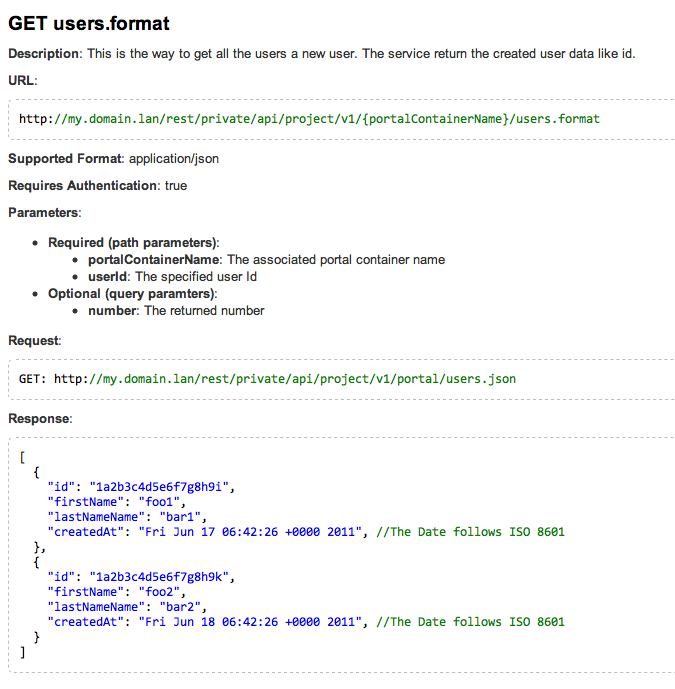 GET users.format
Description: This is the way to get all the users a new user. The service return the created user data like id.
URL:
http://my.domain.lan/rest/private/api/project/v1/{portalContainerName}/users.format
Supported Format: application/json
Requires Authentication: true
Parameters:
• Required (path parameters):
• portalContainerName: The associated portal container name
• userId: The specified user Id
• Optional (query paramters):
• number: The returned number
Request:
GET: http://my.domain.lan/rest/private/api/project/v1/portal/users.json
Response:
[
{
"id": "1a2b3c4d5e6f7g8h9i",
"firstName": "foo1",
"lastNameName": "bar1",
"createdAt": "Fri Jun 17 06:42:26 +0000 2011", //The Date follows ISO 8601
},
{
"id": "1a2b3c4d5e6f7g8h9k",
"firstName": "foo2",
"lastNameName": "bar2",
"createdAt": "Fri Jun 18 06:42:26 +0000 2011", //The Date follows ISO 8601
}
]